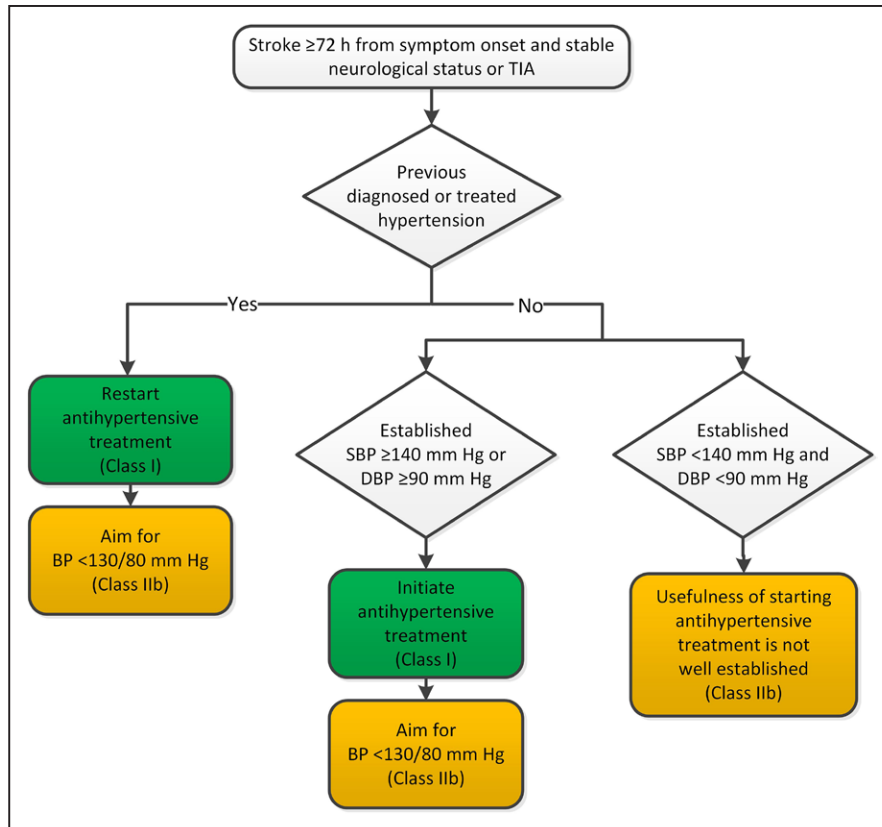 Stroke ≥72 h from symptom onset and stable
neurological status or TIA
Previous
diagnosed or treated
hypertension
Yes
No
Restart
antihypertensive
treatment
(Class I)
Aim for
BP <130/80 mm Hg
(Class IIb)
Established
SBP ≥140 mm Hg or
DBP ≥90 mm Hg
Initiate
antihypertensive
treatment
(Class I)
Aim for
BP <130/80 mm Hg
(Class IIb)
Established
SBP <140 mm Hg and
DBP <90 mm Hg
Usefulness of starting
antihypertensive
treatment is not
well established
(Class IIb)